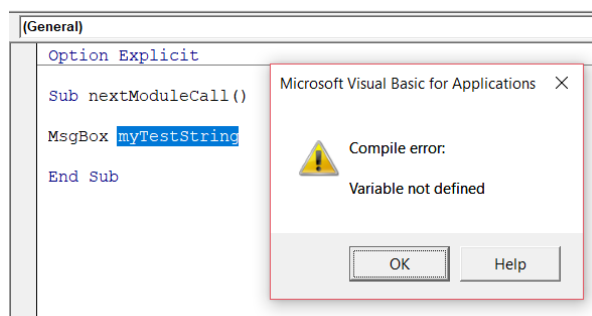 (General)
Option Explicit
Sub nextModuleCall()
MsgBox myTestString
End Sub
Microsoft Visual Basic for Applications
Compile error:
Variable not defined
OK
Help